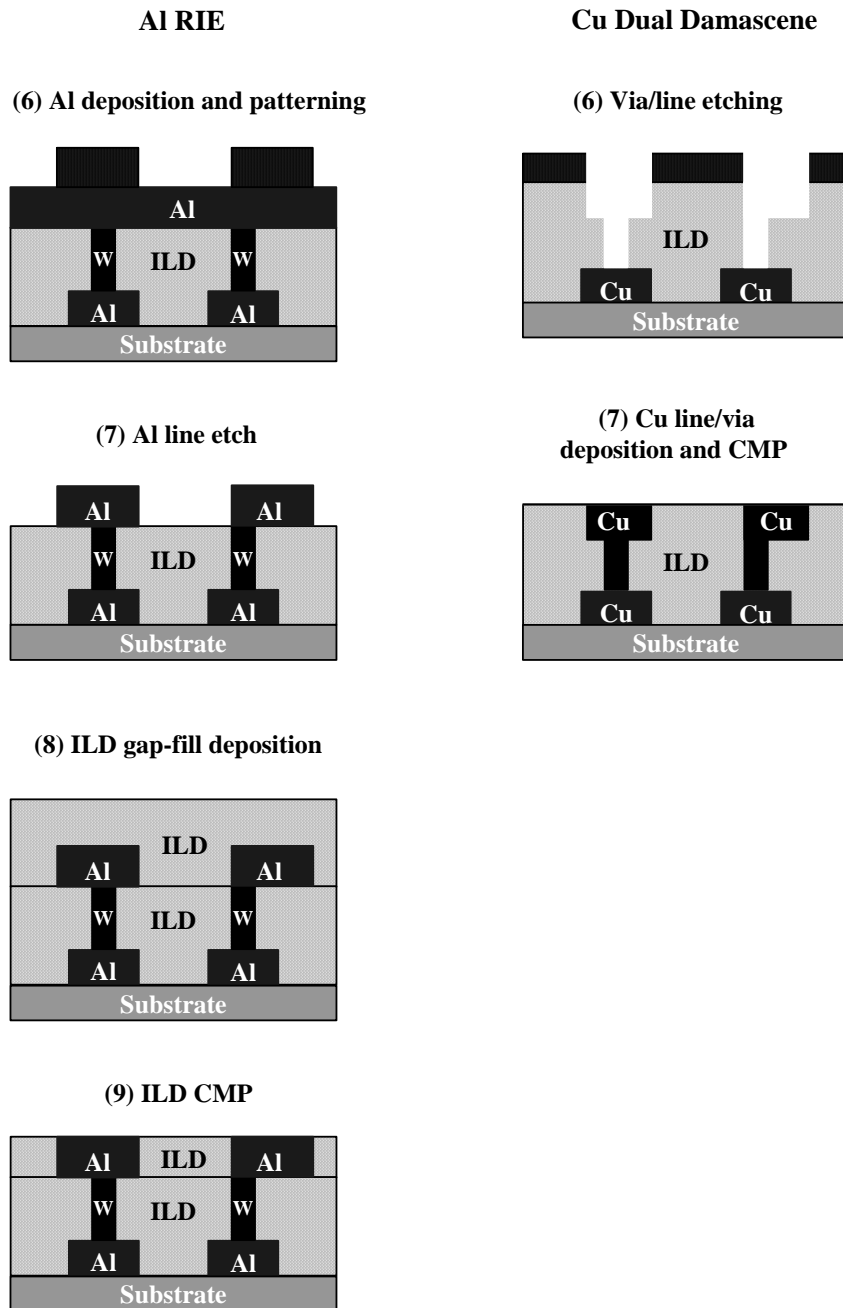 Al RIE
Cu Dual Damascene
(6) Al deposition and patterning
Al
W ILD W
Al Al
Substrate
(6) Via/line etching
ILD
Cu Cu
Substrate
(7) Al line etch
Al Al
W ILD W
Al Al
Substrate
(7) Cu line/via
deposition and CMP
Cu Cu
ILD
Cu Cu
Substrate
(8) ILD gap-fill deposition
ILD
Al Al
W ILD W
Al Al
Substrate
(9) ILD CMP
Al ILD Al
W ILD W
Al Al
Substrate